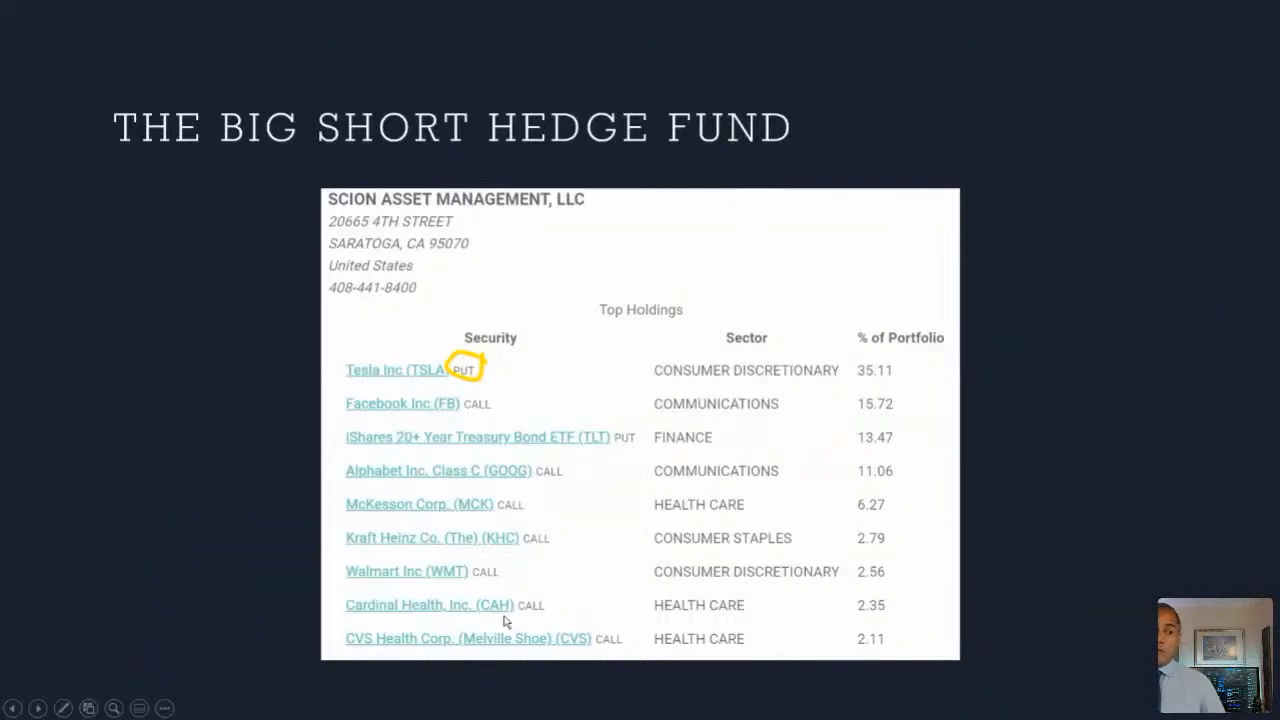 THE BIG SHORT HEDGE FUND
SCION ASSET MANAGEMENT, LLC
20665 4TH STREET
SARATOGA, CA 95070
United States
408-441-8400
Top Holdings
Security Sector % of Portfolio
Tesla Inc (TSLA) PUT CONSUMER DISCRETIONARY 35.11
Facebook Inc (FB) CALL COMMUNICATIONS 15.72
iShares 20+ Year Treasury Bond ETF (TLT) PUT FINANCE 13.47
Alphabet Inc. Class C (GOOG) CALL COMMUNICATIONS 11.06
McKesson Corp. (MCK) CALL HEALTH CARE 6.27
Kraft Heinz Co. (The) (KHC) CALL CONSUMER STAPLES 2.79
Walmart Inc (WMT) CALL CONSUMER DISCRETIONARY 2.56
Cardinal Health, Inc. (CAH) CALL HEALTH CARE 2.35
CVS Health Corp. (Melville Shoe) (CVS) CALL HEALTH CARE 2.11